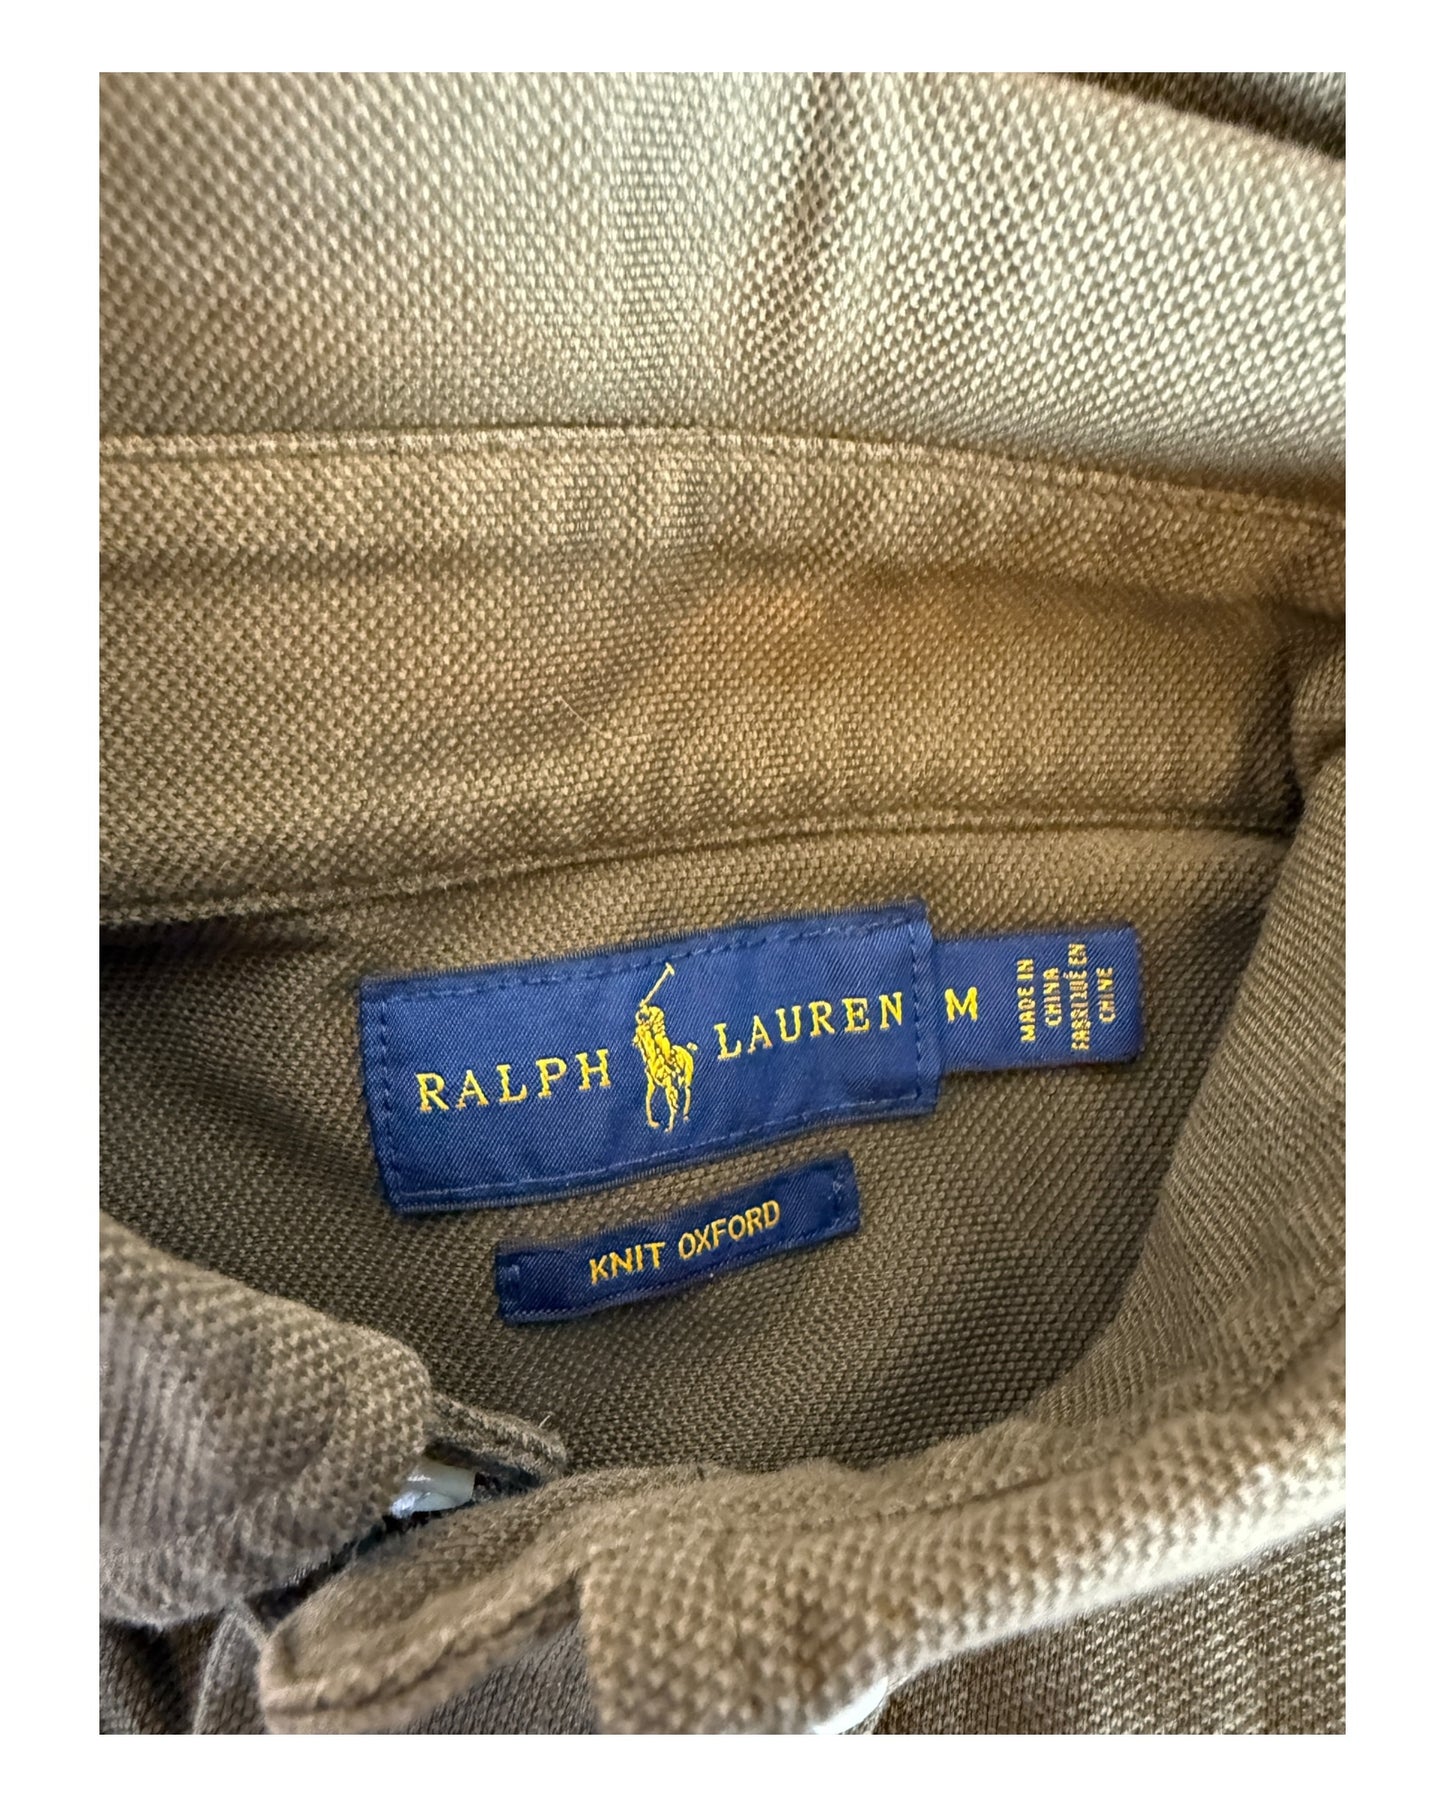 RALPH LAUREN
M
MADE IN
CHINA
FABRIQUÉ EN
CHINE
KNIT OXFORD